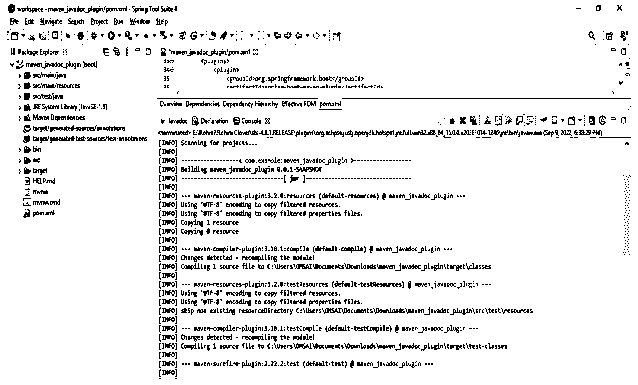 workspace - maven_javadoc_plugin/pom.xml - Spring Tool Suite 4
File Edit Navigate Search Project Run Window Help
Package Explorer
maven_javadoc_plugin [boot]
src/main/java
src/main/resources
src/test/java
JRE System Library [JavaSE-1.8]
Maven Dependencies
target/generated-sources/annotations
target/generated-test-sources/test-annotations
bin
src
target
HELP.md
mvnw
mvnw.cmd
pom.xml
maven_javadoc_plugin/pom.xml
<plugins>
<plugin>
35 <groupId>org.springframework.boot</groupId>
Overview Dependencies Dependency Hierarchy Effective POM pom.xml
Javadoc Declaration Console
[INFO] Scanning for projects...
[INFO]
[INFO] ------------------< com.example:maven_javadoc_plugin >-------------------
[INFO] Building maven_javadoc_plugin 0.0.1-SNAPSHOT
[INFO] --------------------------------[ jar ]---------------------------------
[INFO]
[INFO] --- maven-resources-plugin:3.2.0:resources (default-resources) @ maven_javadoc_plugin ---
[INFO] Using 'UTF-8' encoding to copy filtered resources.
[INFO] Using 'UTF-8' encoding to copy filtered properties files.
[INFO] Copying 1 resource
[INFO] Copying 0 resource
[INFO]
[INFO] --- maven-compiler-plugin:3.10.1:compile (default-compile) @ maven_javadoc_plugin ---
[INFO] Changes detected - recompiling the module!
[INFO] Compiling 1 source file to C:\Users\OMSAI\Documents\Downloads\maven_javadoc_plugin\target\classes
[INFO]
[INFO] --- maven-resources-plugin:3.2.0:testResources (default-testResources) @ maven_javadoc_plugin ---
[INFO] Using 'UTF-8' encoding to copy filtered resources.
[INFO] Using 'UTF-8' encoding to copy filtered properties files.
[INFO] skip non existing resourceDirectory C:\Users\OMSAI\Documents\Downloads\maven_javadoc_plugin\src\test\resources
[INFO]
[INFO] --- maven-compiler-plugin:3.10.1:testCompile (default-testCompile) @ maven_javadoc_plugin ---
[INFO] Changes detected - recompiling the module!
[INFO] Compiling 1 source file to C:\Users\OMSAI\Documents\Downloads\maven_javadoc_plugin\target\test-classes
[INFO]
[INFO] --- maven-surefire-plugin:2.22.2:test (default-test) @ maven_javadoc_plugin ---
[INFO]